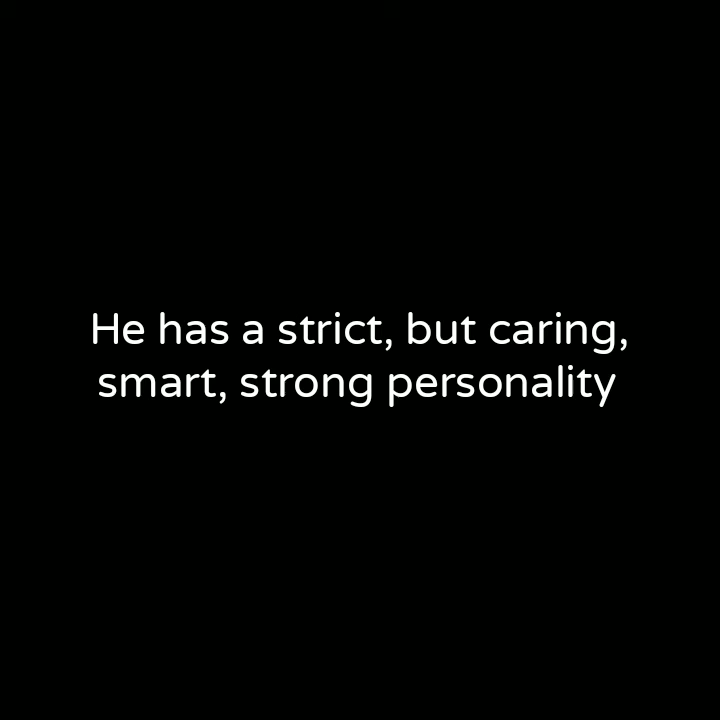 He has a strict, but caring,
smart, strong personality